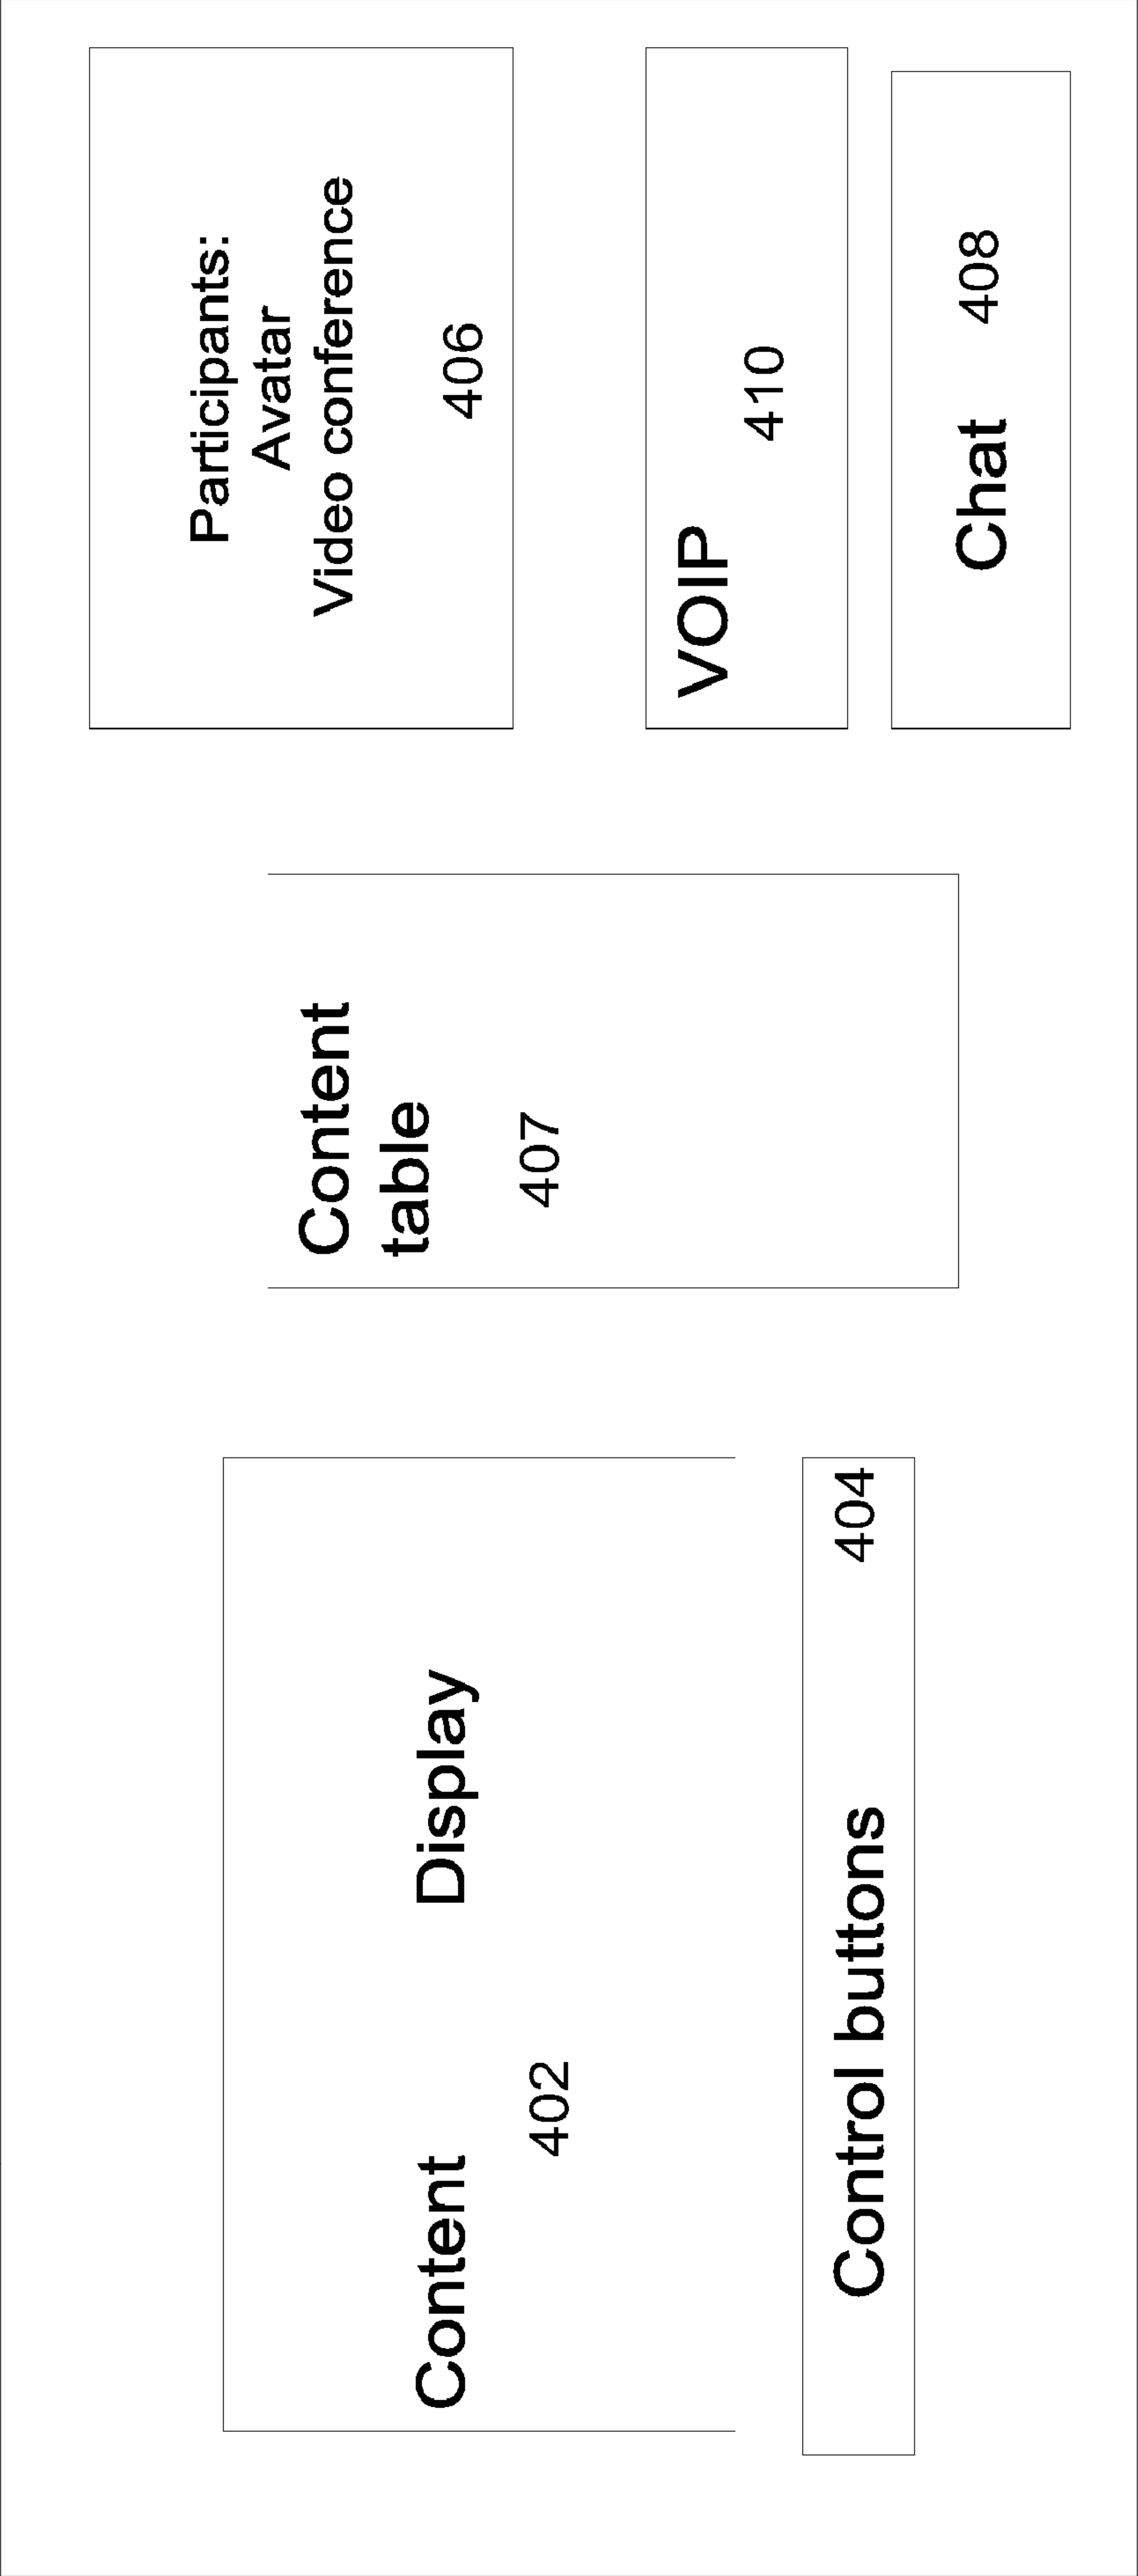 Content Display
402
Control buttons 404
Content
table
407
Participants:
Avatar
Video conference
406
VOIP
410
Chat 408